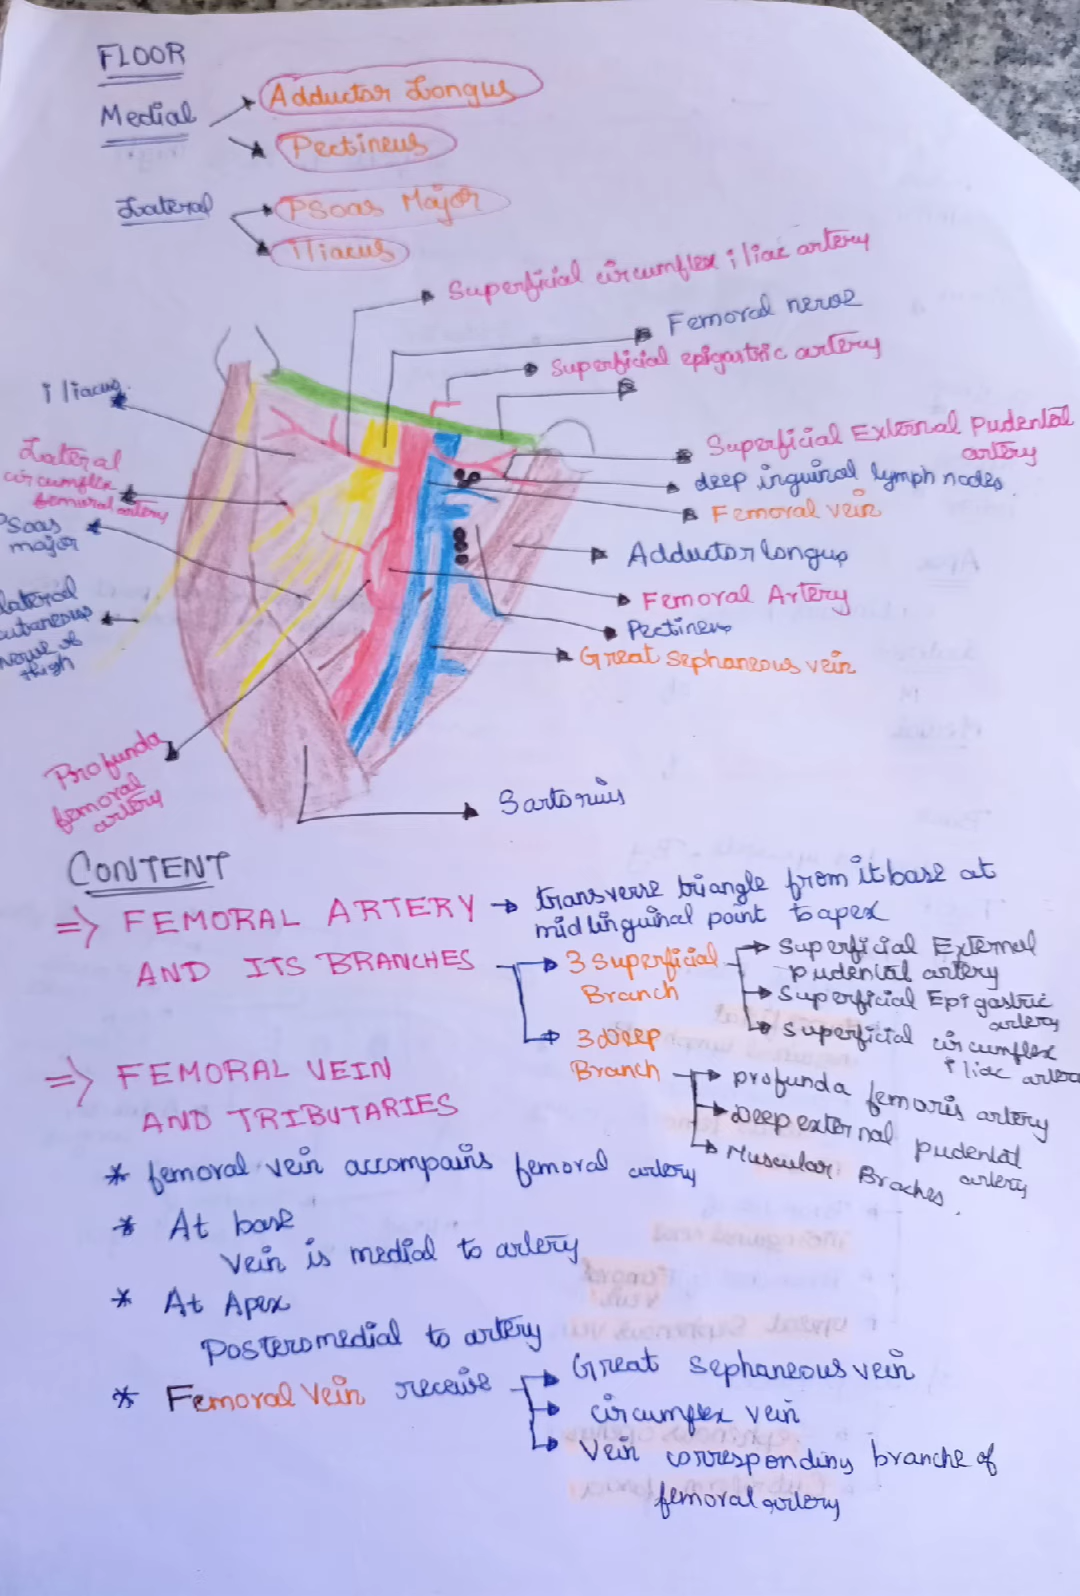 FLOOR
Medial
Adductor Longus
Pectineus
Lateral
PSoas Major
iliacus
Superficial circumflex iliac artery
Femoral nerve
Superficial epigastric artery
iliacus
Superficial External Pudental
artery
Lateral
circumflex
femural artery
deep inguinal lymph nodes
Femoral vein
Psoas
major
Adductor longus
Femoral Artery
lateral
cutaneous
nerve of
thigh
Pectineus
Great Sephaneous vein
Profunda
femoral
artery
Sartorius
CONTENT
=> FEMORAL ARTERY → transverse triangle from it base at
midlinguinal point to apex
AND ITS BRANCHES
3 Superficial
Branch
Superficial External
pudental artery
Superficial Epigastric
artery
Superficial circumflex
iliac artery
3 Deep
Branch
profunda femoris artery
Deep external pudental
artery
Muscular Braches.
=> FEMORAL VEIN
AND TRIBUTARIES
* femoral vein accompains femoral artery
* At base
Vein is medial to artery
* At Apex
Posteromedial to artery
* Femoral Vein receive
Great Sephaneous vein
circumflex vein
Vein corresponding branche of
femoral artery